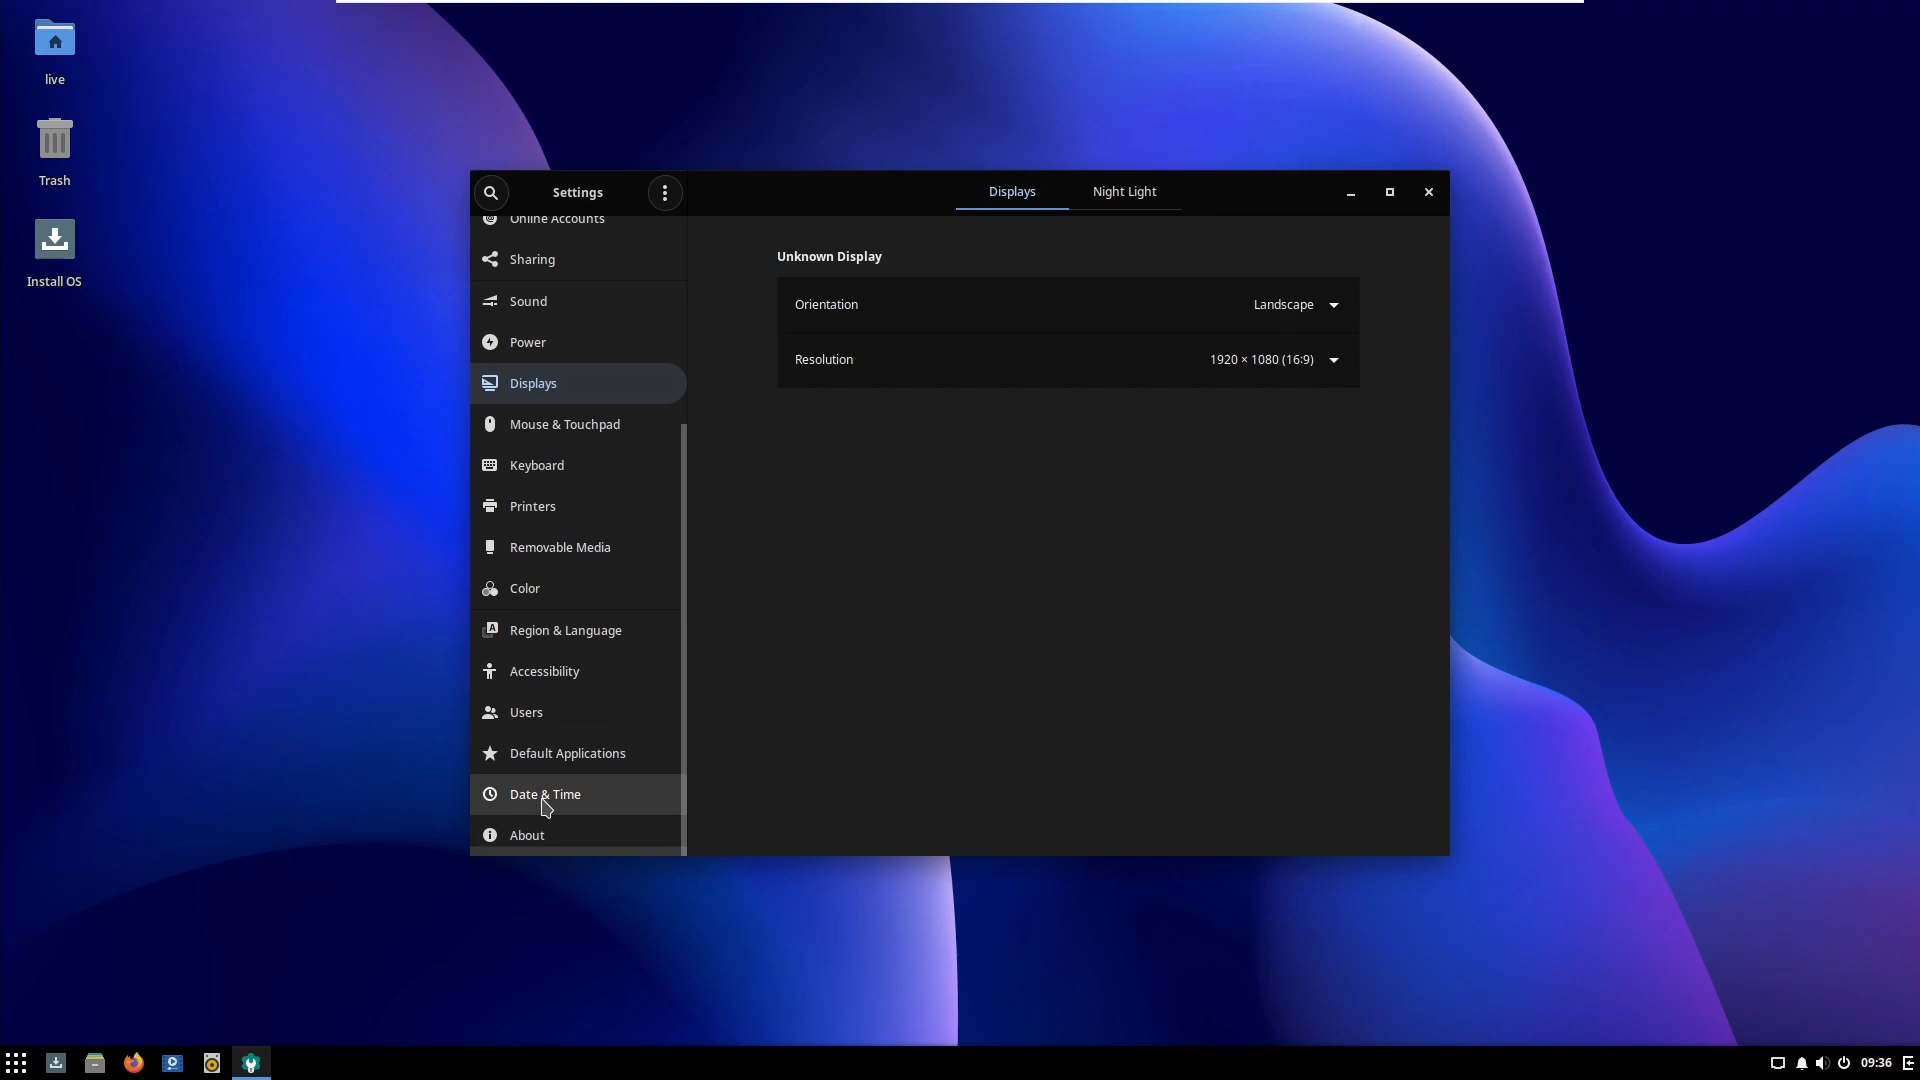 live
Trash
Install OS
Settings
Displays
Night Light
Online Accounts
Sharing
Sound
Power
Displays
Mouse & Touchpad
Keyboard
Printers
Removable Media
Color
Region & Language
Accessibility
Users
Default Applications
Date & Time
About
Unknown Display
Orientation
Landscape
Resolution
1920 × 1080 (16:9)
09:36